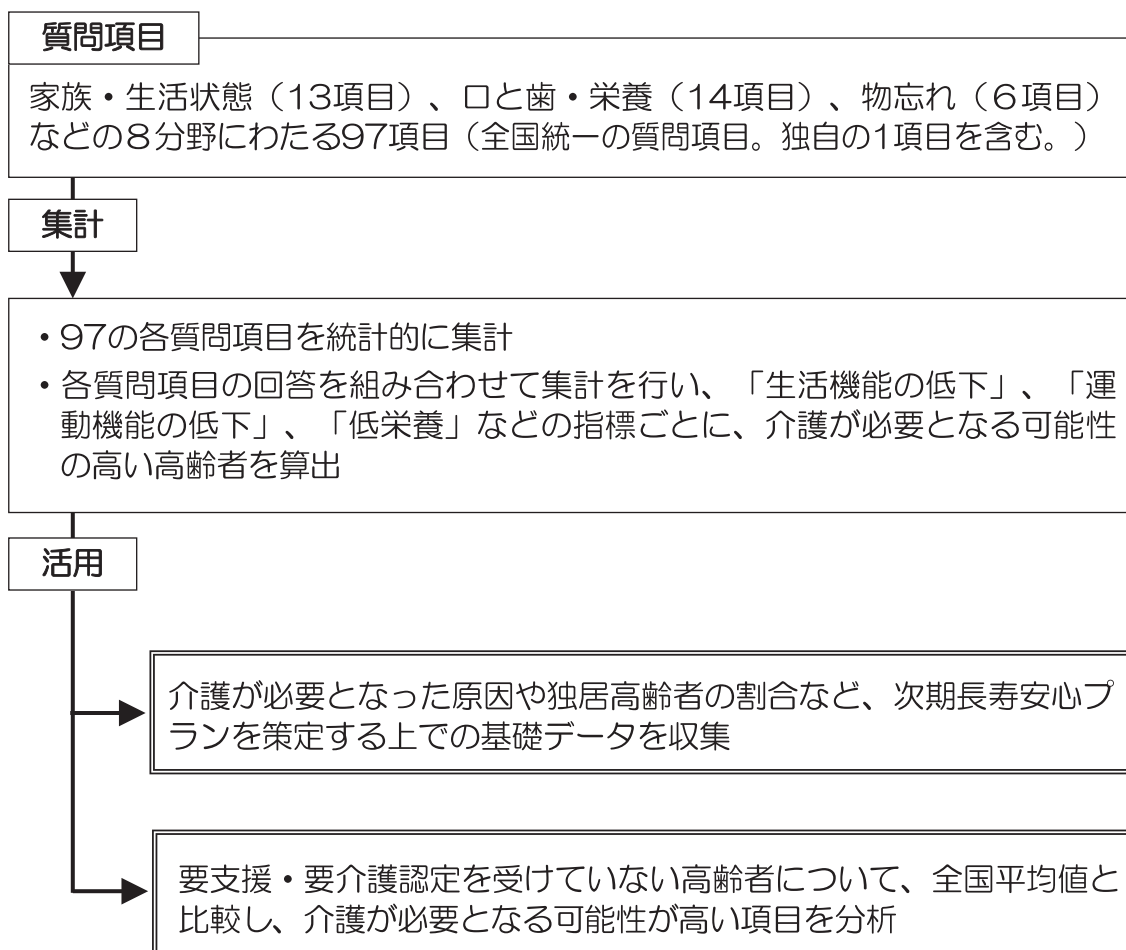 質問項目
家族・生活状態（13項目）、口と歯・栄養（14項目）、物忘れ（6項目）
などの8分野にわたる97項目（全国統一の質問項目。独自の1項目を含む。）
集計
・97の各質問項目を統計的に集計
・各質問項目の回答を組み合わせて集計を行い、「生活機能の低下」、「運
動機能の低下」、「低栄養」などの指標ごとに、介護が必要となる可能性
の高い高齢者を算出
活用
介護が必要となった原因や独居高齢者の割合など、次期長寿安心プ
ランを策定する上での基礎データを収集
要支援・要介護認定を受けていない高齢者について、全国平均値と
比較し、介護が必要となる可能性が高い項目を分析